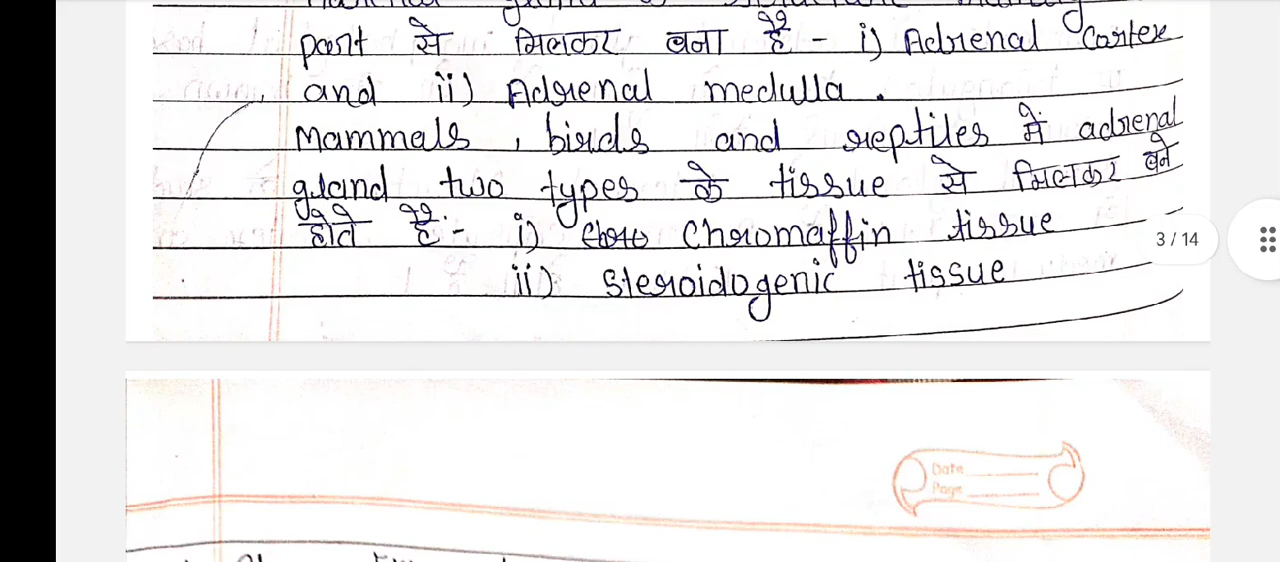 part से मिलकर बना है - i) Adrenal Cortex
and ii) Adrenal medulla.
Mammals, birds and reptiles में adrenal
gland two types के tissue से मिलकर बने
होते हैं:- i) Chromaffin tissue
ii) Steroidogenic tissue
3 / 14
Date
Page